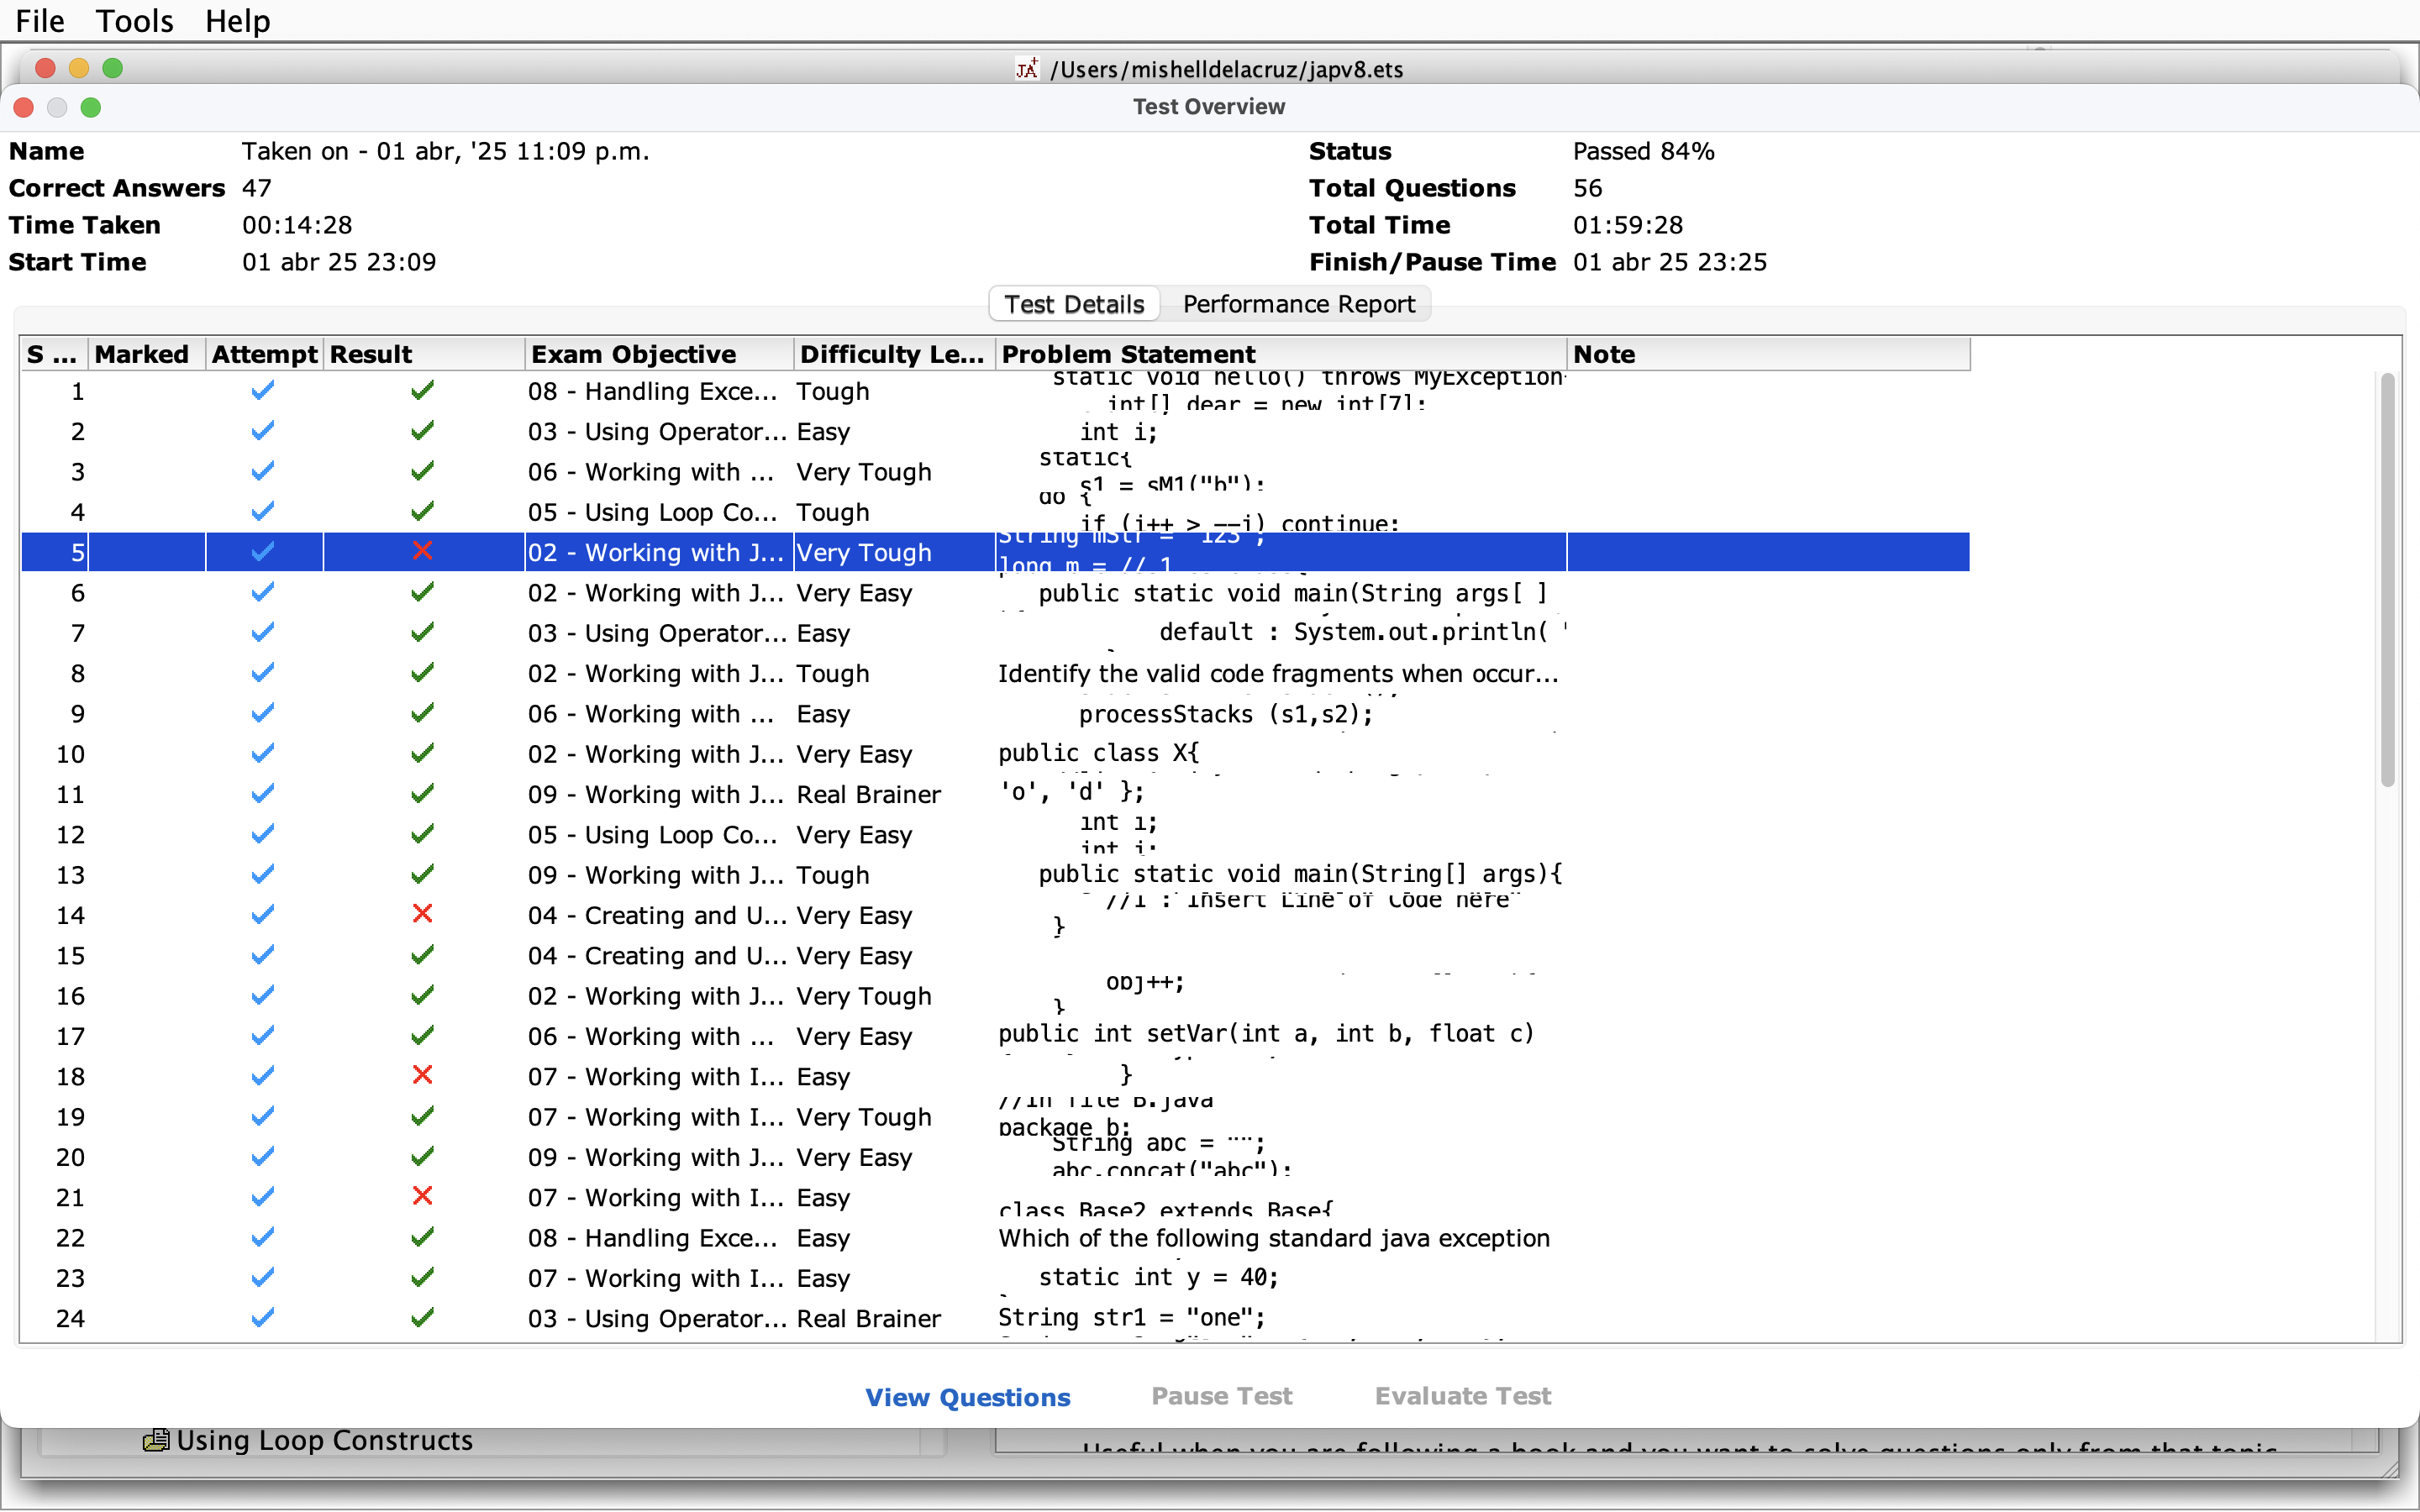 File Tools Help
/Users/mishelldelacruz/japv8.ets
Test Overview
Name Taken on - 01 abr, '25 11:09 p.m. Status Passed 84%
Correct Answers 47 Total Questions 56
Time Taken 00:14:28 Total Time 01:59:28
Start Time 01 abr 25 23:09 Finish/Pause Time 01 abr 25 23:25
Test Details Performance Report
S ... Marked Attempt Result Exam Objective Difficulty Le... Problem Statement Note
1 08 - Handling Exce... Tough static void hello() throws MyException
int[] dear = new int[7];
2 03 - Using Operator... Easy int i;
3 06 - Working with ... Very Tough static{
s1 = sM1("b");
4 05 - Using Loop Co... Tough do {
if (i++ > --j) continue;
5 02 - Working with J... Very Tough String mStr = "123";
long m = // 1
6 02 - Working with J... Very Easy public static void main(String args[ ]
7 03 - Using Operator... Easy default : System.out.println( "
8 02 - Working with J... Tough Identify the valid code fragments when occur...
9 06 - Working with ... Easy processStacks (s1,s2);
10 02 - Working with J... Very Easy public class X{
11 09 - Working with J... Real Brainer 'o', 'd' };
12 05 - Using Loop Co... Very Easy int i;
int j;
13 09 - Working with J... Tough public static void main(String[] args){
14 04 - Creating and U... Very Easy //1 : Insert Line of Code here
}
15 04 - Creating and U... Very Easy
16 02 - Working with J... Very Tough obj++;
}
17 06 - Working with ... Very Easy public int setVar(int a, int b, float c)
18 07 - Working with I... Easy }
19 07 - Working with I... Very Tough //in file B.java
package b;
20 09 - Working with J... Very Easy String abc = "";
abc.concat("abc");
21 07 - Working with I... Easy class Base2 extends Base{
22 08 - Handling Exce... Easy Which of the following standard java exception
23 07 - Working with I... Easy static int y = 40;
24 03 - Using Operator... Real Brainer String str1 = "one";
View Questions Pause Test Evaluate Test
Using Loop Constructs
Useful when you are following a book and you want to solve questions only from that topic